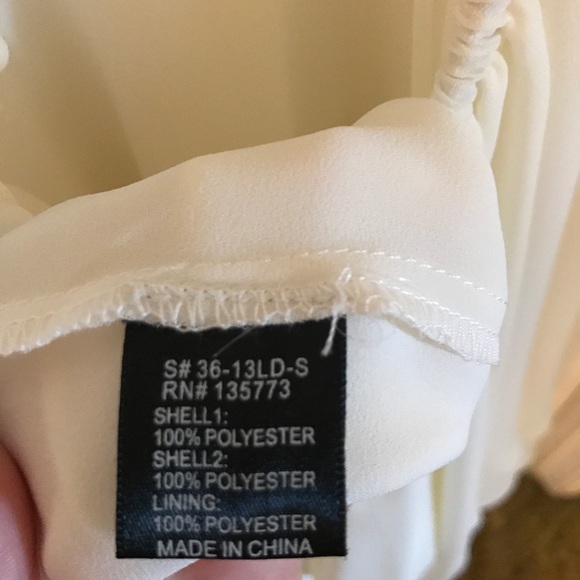 S# 36-13LD-S
RN# 135773
SHELL1:
100% POLYESTER
SHELL2:
100% POLYESTER
LINING:
100% POLYESTER
MADE IN CHINA